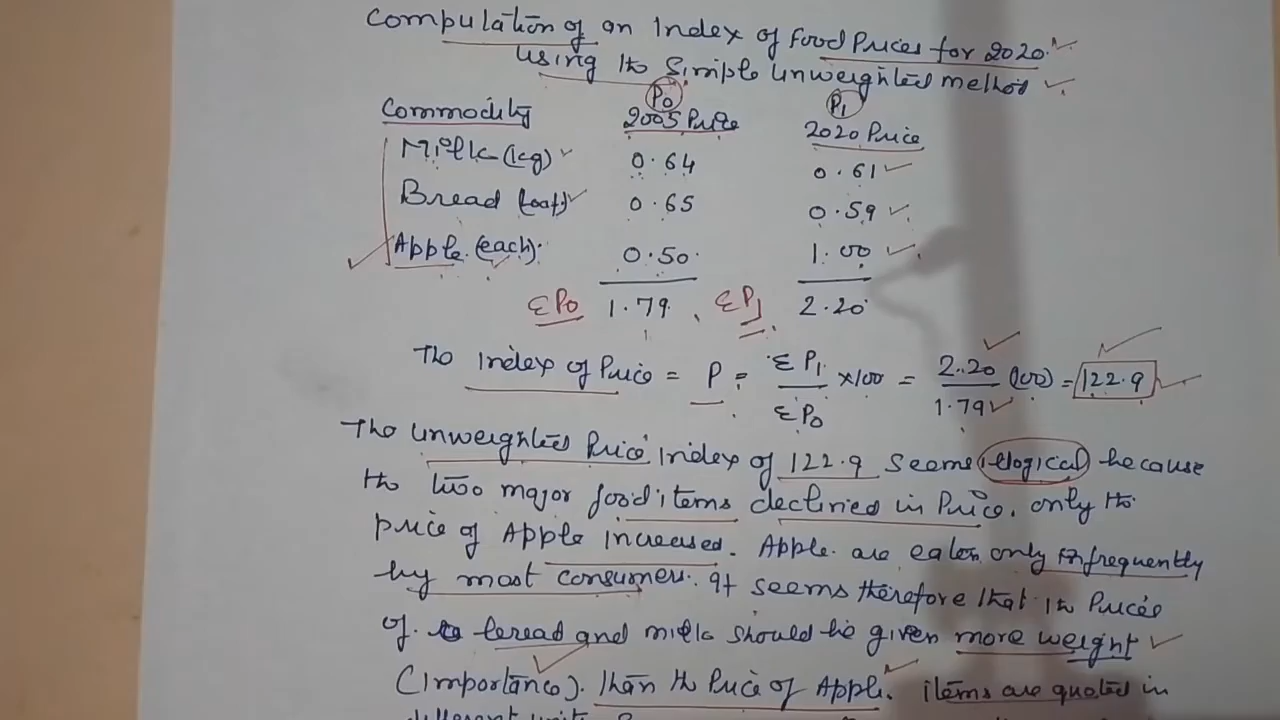 Computation of an Index of Food Prices for 2020
using the Simple Unweighted method
Commodity P0 2005 Price P1 2020 Price
Milk (kg) 0.64 0.61
Bread (loaf) 0.65 0.59
Apple (each). 0.50 1.00
ΣP0 1.79 ΣP1 2.20
The Index of Price = P = ΣP1/ΣP0 ×100 = 2.20/1.79 (100) = 122.9
The unweighted Price index of 122.9 seems illogical because
the two major food items declined in Price. only the
price of Apple increased. Apple are eaten only infrequently
by most consumers. It seems therefore that the Prices
of bread and milk should be given more weight
(Importance). than the Price of Apple. items are quoted in
different